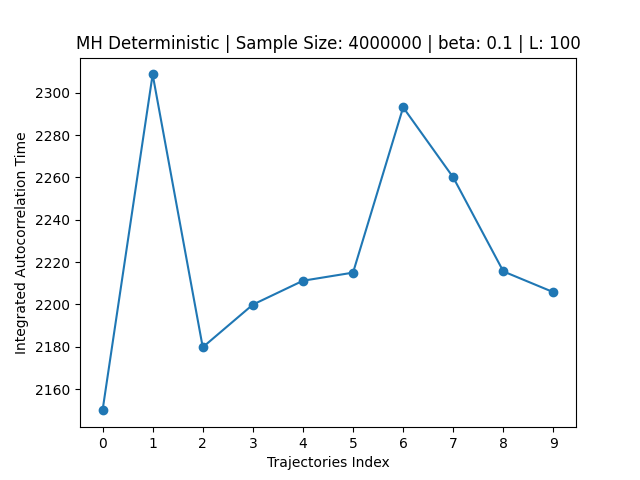 MH Deterministic | Sample Size: 4000000 | beta: 0.1 | L: 100
Integrated Autocorrelation Time
2300
2280
2260
2240
2220
2200
2180
2160
0 1 2 3 4 5 6 7 8 9
Trajectories Index